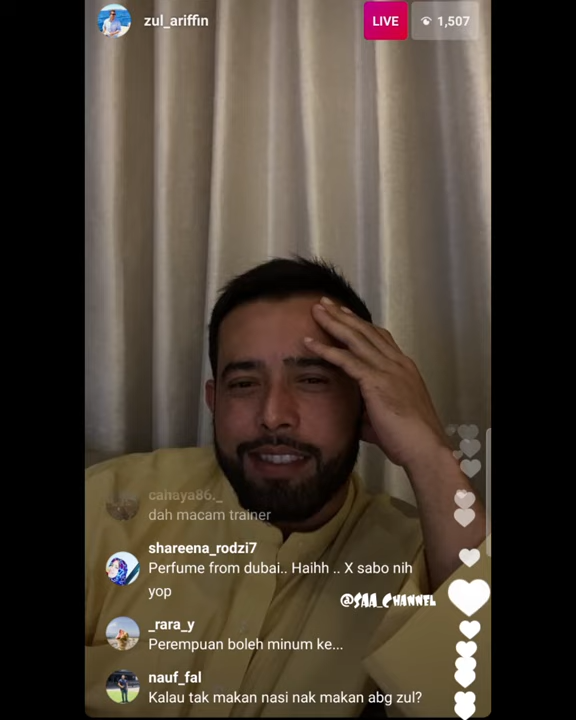 zul_ariffin
LIVE
1,507
cahaya86._
dah macam trainer
shareena_rodzi7
Perfume from dubai.. Haihh .. X sabo nih
yop
@SAA_CHANNEL
_rara_y
Perempuan boleh minum ke...
nauf_fal
Kalau tak makan nasi nak makan abg zul?